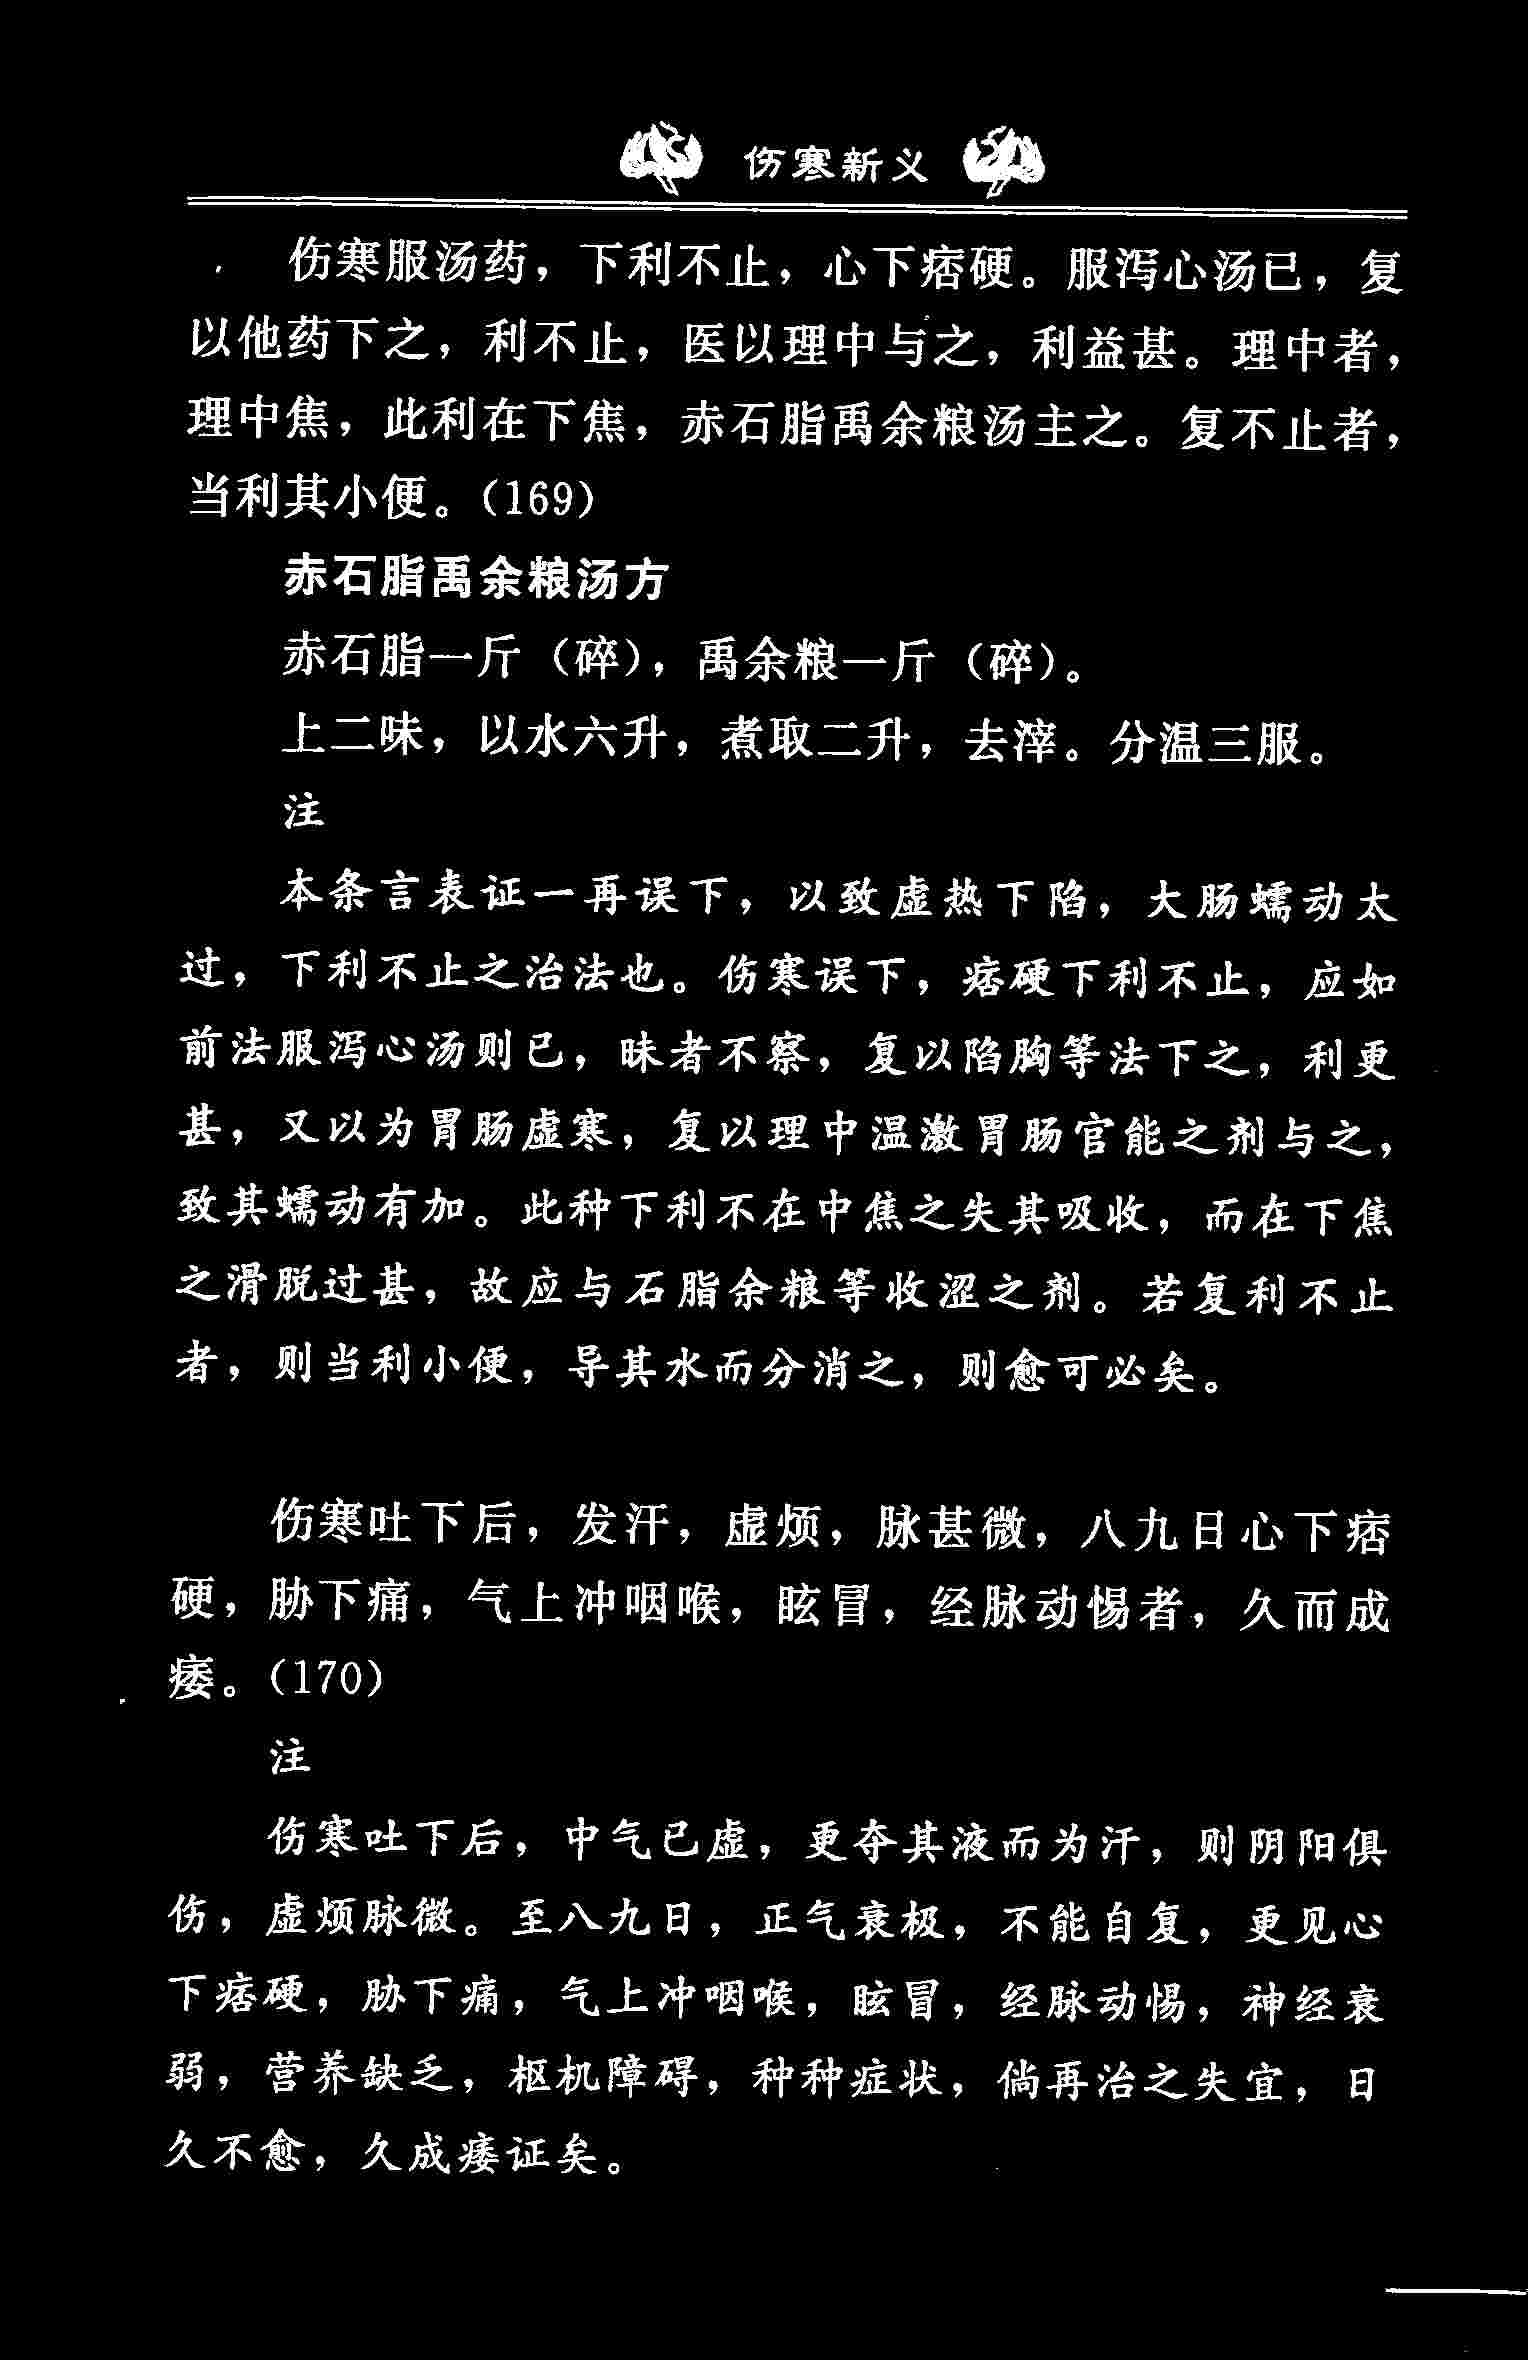 伤寒新义
伤寒服汤药，下利不止，心下痞硬。服泻心汤已，复
以他药下之，利不止，医以理中与之，利益甚。理中者，
理中焦，此利在下焦，赤石脂禹余粮汤主之。复不止者，
当利其小便。(169)
赤石脂禹余粮汤方
赤石脂一斤（碎），禹余粮一斤（碎）。
上二味，以水六升，煮取二升，去滓。分温三服。
注
本条言表证一再误下，以致虚热下陷，大肠蠕动太
过，下利不止之治法也。伤寒误下，痞硬下利不止，应如
前法服泻心汤则已，昧者不察，复以陷胸等法下之，利更
甚，又以为胃肠虚寒，复以理中温激胃肠官能之剂与之，
致其蠕动有加。此种下利不在中焦之失其吸收，而在下焦
之滑脱过甚，故应与石脂余粮等收涩之剂。若复利不止
者，则当利小便，导其水而分消之，则愈可必矣。
伤寒吐下后，发汗，虚烦，脉甚微，八九日心下痞
硬，胁下痛，气上冲咽喉，眩冒，经脉动惕者，久而成
痿。(170)
注
伤寒吐下后，中气已虚，更夺其液而为汗，则阴阳俱
伤，虚烦脉微。至八九日，正气衰极，不能自复，更见心
下痞硬，胁下痛，气上冲咽喉，眩冒，经脉动惕，神经衰
弱，营养缺乏，枢机障碍，种种症状，倘再治之失宜，日
久不愈，久成痿证矣。